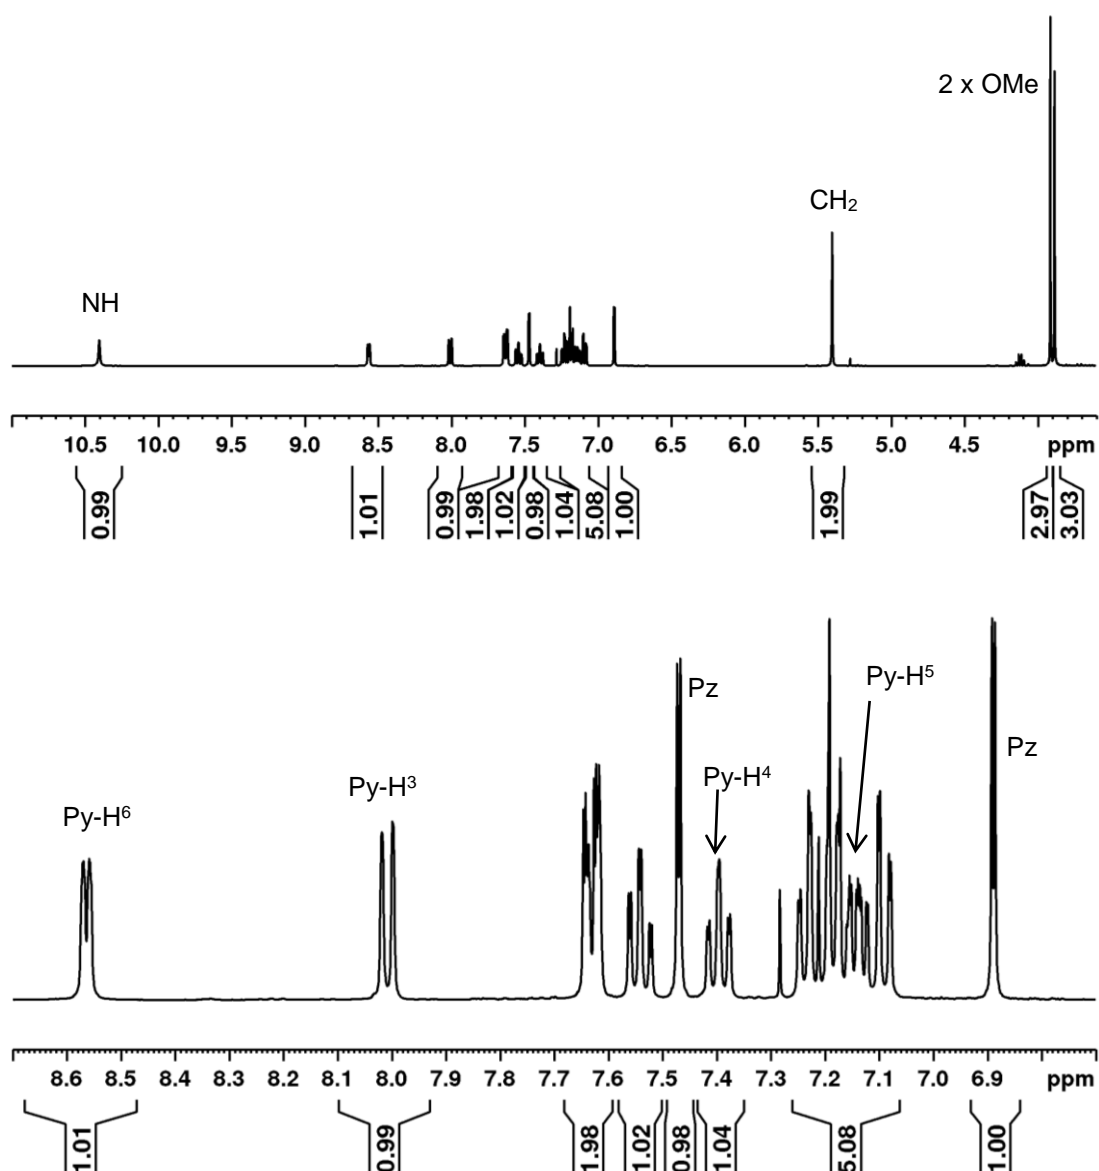 2 x OMe
CH2
NH
10.5 10.0 9.5 9.0 8.5 8.0 7.5 7.0 6.5 6.0 5.5 5.0 4.5 ppm
0.99 1.01 0.99 1.98 1.02 0.98 1.04 5.08 1.00 1.99 2.97 3.03
Py-H5
Pz
Pz
Py-H4
Py-H3
Py-H6
8.6 8.5 8.4 8.3 8.2 8.1 8.0 7.9 7.8 7.7 7.6 7.5 7.4 7.3 7.2 7.1 7.0 6.9 ppm
1.01 0.99 1.98 1.02 0.98 1.04 5.08 1.00